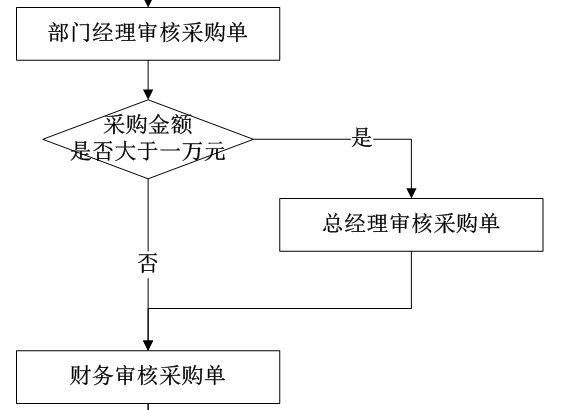 部门经理审核采购单
采购金额
是否大于一万元
是
总经理审核采购单
否
财务审核采购单